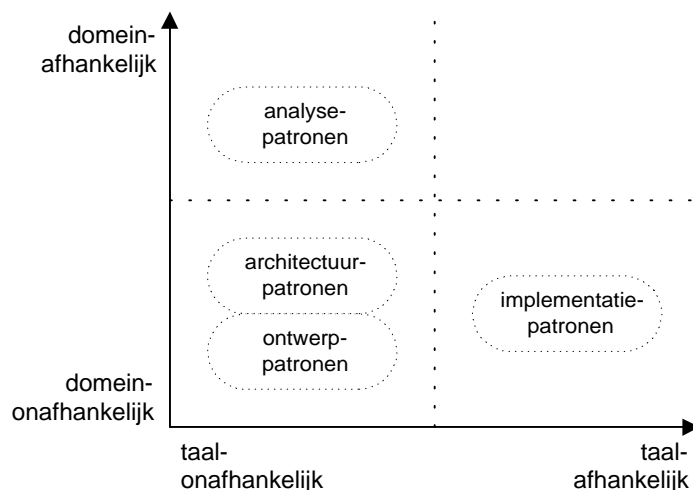 domein-
afhankelijk
analyse-
patronen
architectuur-
patronen
implementatie-
patronen
ontwerp-
patronen
domein-
onafhankelijk
taal-
onafhankelijk
taal-
afhankelijk